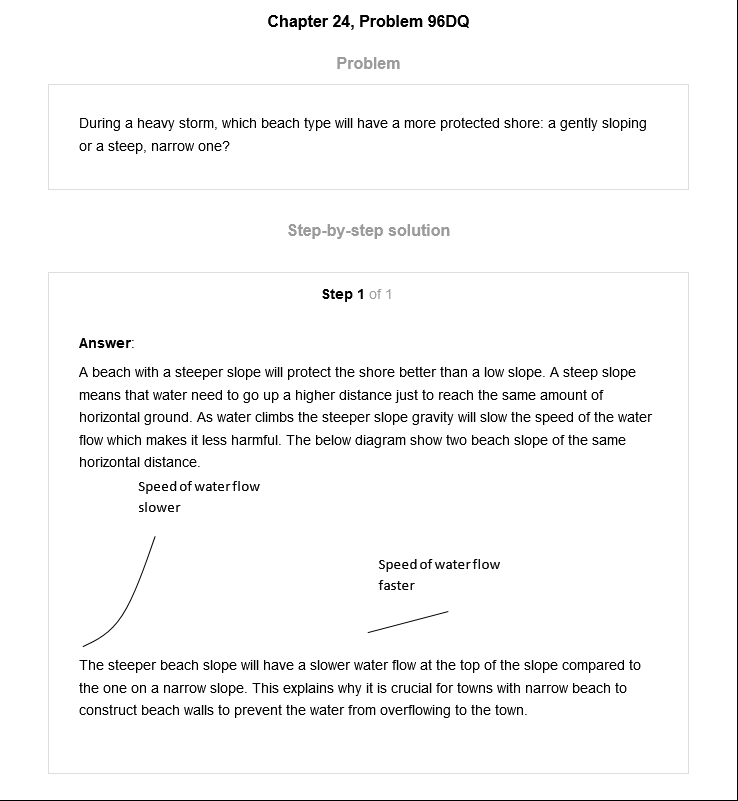 Chapter 24, Problem 96DQ
Problem
During a heavy storm, which beach type will have a more protected shore: a gently sloping
or a steep, narrow one?
Step-by-step solution
Step 1 of 1
Answer:
A beach with a steeper slope will protect the shore better than a low slope. A steep slope
means that water need to go up a higher distance just to reach the same amount of
horizontal ground. As water climbs the steeper slope gravity will slow the speed of the water
flow which makes it less harmful. The below diagram show two beach slope of the same
horizontal distance.
Speed of water flow
slower
Speed of water flow
faster
The steeper beach slope will have a slower water flow at the top of the slope compared to
the one on a narrow slope. This explains why it is crucial for towns with narrow beach to
construct beach walls to prevent the water from overflowing to the town.